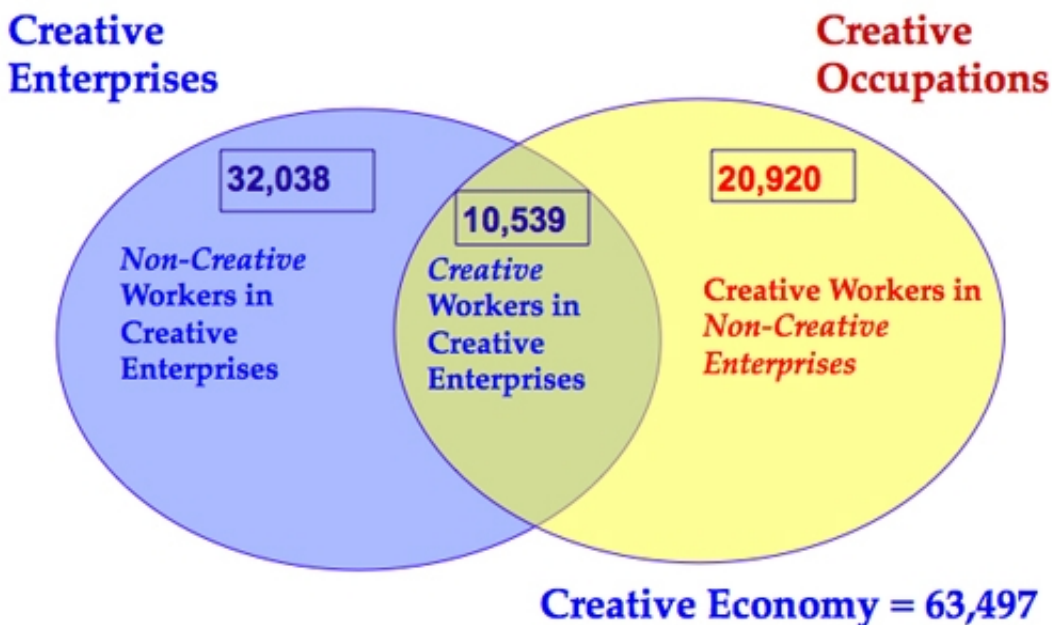 Creative
Enterprises
Creative
Occupations
32,038
Non-Creative
Workers in
Creative
Enterprises
10,539
Creative
Workers in
Creative
Enterprises
20,920
Creative Workers in
Non-Creative
Enterprises
Creative Economy = 63,497